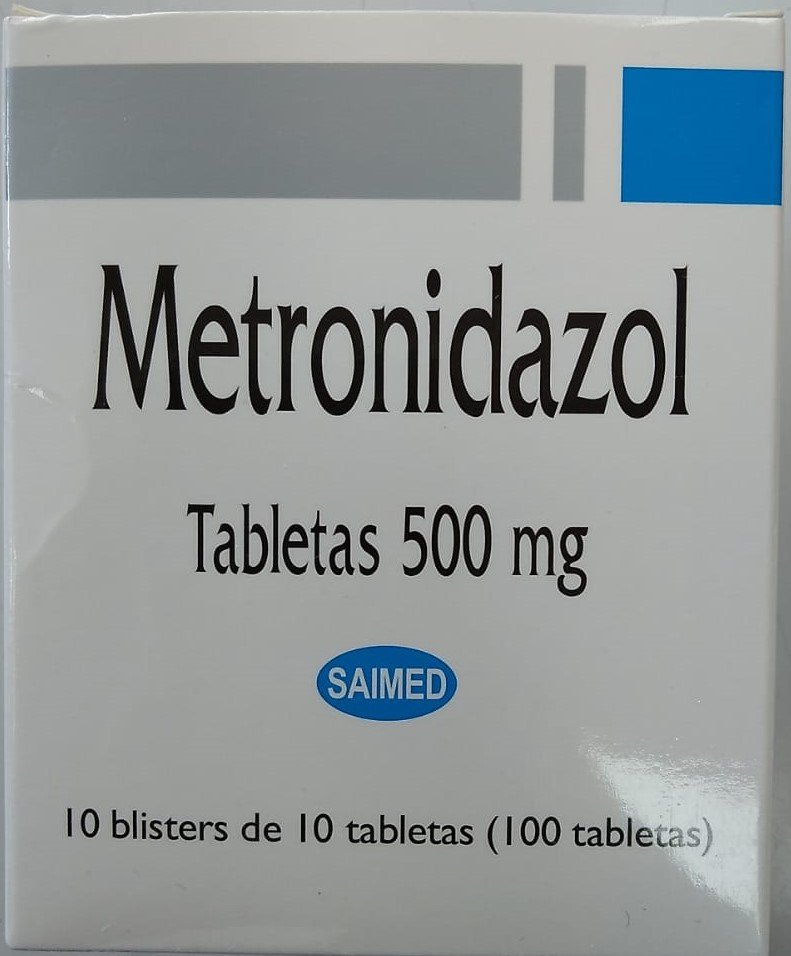 Metronidazol
Tabletas 500 mg
SAIMED
10 blisters de 10 tabletas (100 tabletas)